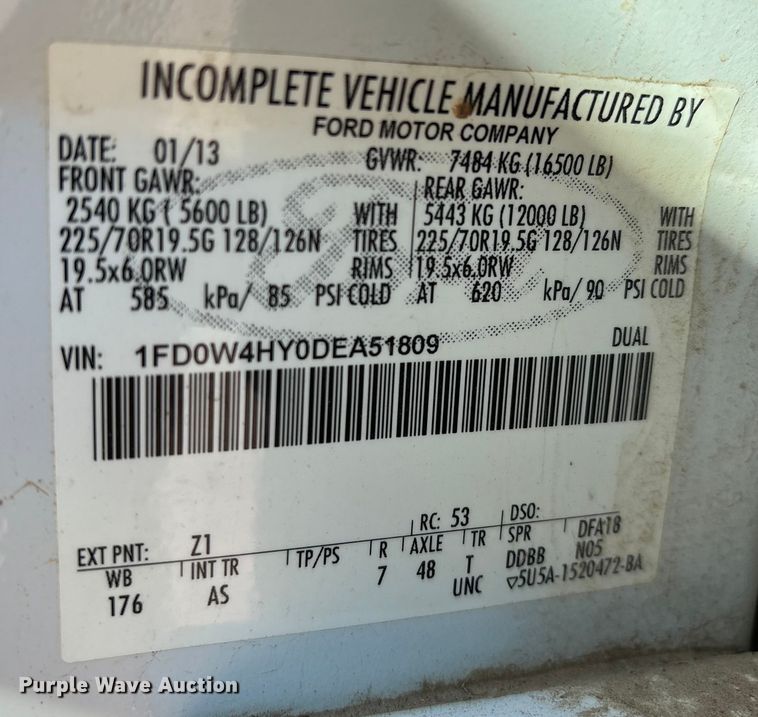 INCOMPLETE VEHICLE MANUFACTURED BY
FORD MOTOR COMPANY
DATE: 01/13 GVWR: 7484 KG (16500 LB)
FRONT GAWR: REAR GAWR:
2540 KG ( 5600 LB) WITH 5443 KG (12000 LB) WITH
225/70R19.5G 128/126N TIRES 225/70R19.5G 128/126N TIRES
19.5x6.0RW RIMS 19.5x6.0RW RIMS
AT 585 kPa/ 85 PSI COLD AT 620 kPa/ 90 PSI COLD
VIN: 1FD0W4HY0DEA51809 DUAL
EXT PNT: Z1 RC: 53 DSO:
WB INT TR TP/PS R AXLE TR SPR DFA18
176 AS 7 48 T DDBB N05
UNC ▽5U5A-1520472-BA
Purple Wave Auction